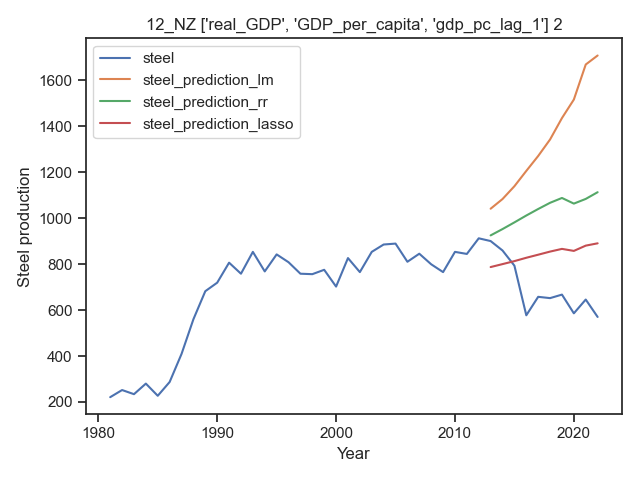 12_NZ ['real_GDP', 'GDP_per_capita', 'gdp_pc_lag_1'] 2
steel
steel_prediction_lm
steel_prediction_rr
steel_prediction_lasso
Steel production
1600
1400
1200
1000
800
600
400
200
1980 1990 2000 2010 2020
Year